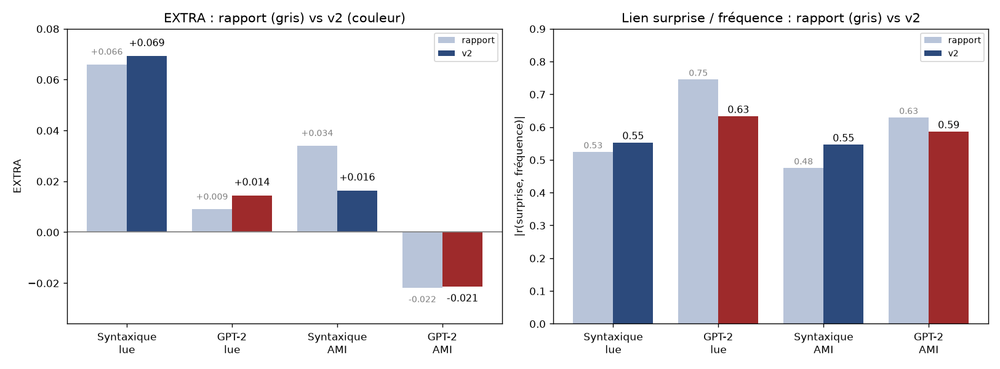 EXTRA : rapport (gris) vs v2 (couleur)
EXTRA
0.08
0.06
0.04
0.02
0.00
−0.02
+0.066
+0.069
+0.009
+0.014
+0.034
+0.016
-0.022
-0.021
rapport
v2
Syntaxique
lue
GPT-2
lue
Syntaxique
AMI
GPT-2
AMI
Lien surprise / fréquence : rapport (gris) vs v2
|r(surprise, fréquence)|
0.9
0.8
0.7
0.6
0.5
0.4
0.3
0.2
0.1
0.0
0.53
0.55
0.75
0.63
0.48
0.55
0.63
0.59
rapport
v2
Syntaxique
lue
GPT-2
lue
Syntaxique
AMI
GPT-2
AMI